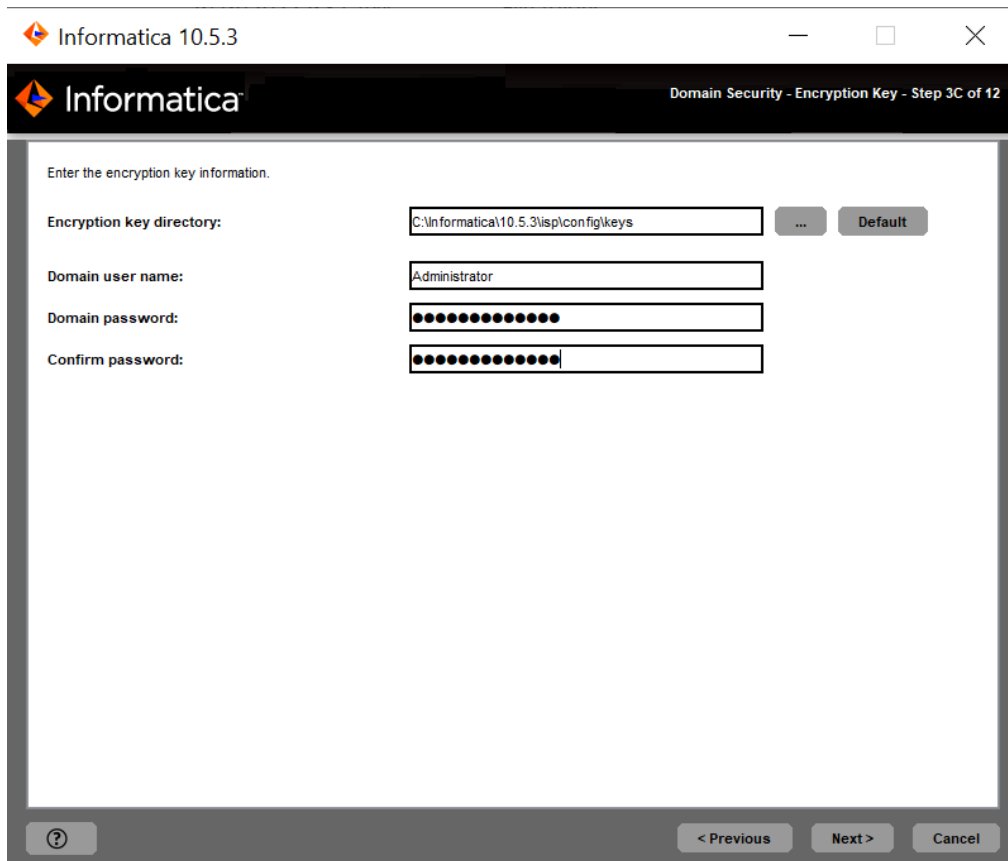 Informatica 10.5.3
Informatica
Domain Security - Encryption Key - Step 3C of 12
Enter the encryption key information.
Encryption key directory: C:\Informatica\10.5.3\isp\config\keys ... Default
Domain user name: Administrator
Domain password: ●●●●●●●●●●●●●
Confirm password: ●●●●●●●●●●●●●
? < Previous Next > Cancel